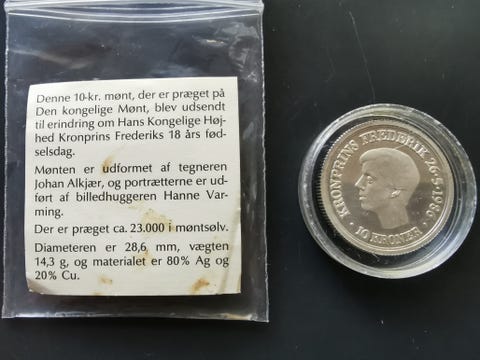 Denne 10-kr. mønt, der er præget på
Den kongelige Mønt, blev udsendt
til erindring om Hans Kongelige Høj-
hed Kronprins Frederiks 18 års fød-
selsdag.
Mønten er udformet af tegneren
Johan Alkjær, og portrætterne er ud-
ført af billedhuggeren Hanne Var-
ming.
Der er præget ca. 23.000 i møntsølv.
Diameteren er 28,6 mm, vægten
14,3 g, og materialet er 80% Ag og
20% Cu.
KRONPRINS FREDERIK 26·5·1986
10 KRONER